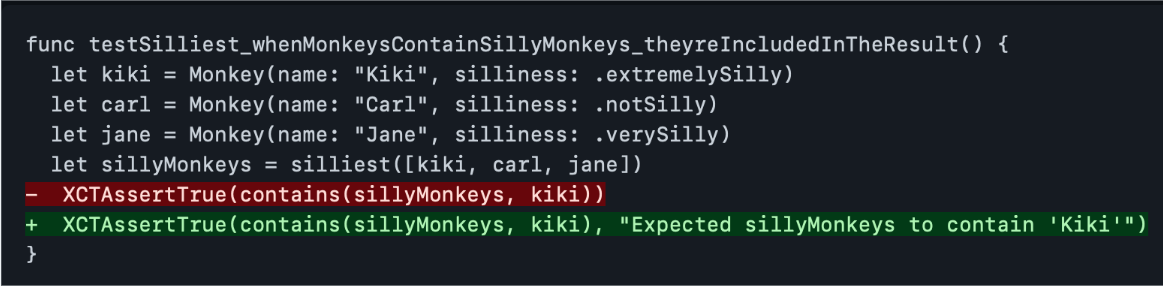 func testSilliest_whenMonkeysContainSillyMonkeys_theyreIncludedInTheResult() {
  let kiki = Monkey(name: "Kiki", silliness: .extremelySilly)
  let carl = Monkey(name: "Carl", silliness: .notSilly)
  let jane = Monkey(name: "Jane", silliness: .verySilly)
  let sillyMonkeys = silliest([kiki, carl, jane])
-  XCTAssertTrue(contains(sillyMonkeys, kiki))
+  XCTAssertTrue(contains(sillyMonkeys, kiki), "Expected sillyMonkeys to contain 'Kiki'")
}